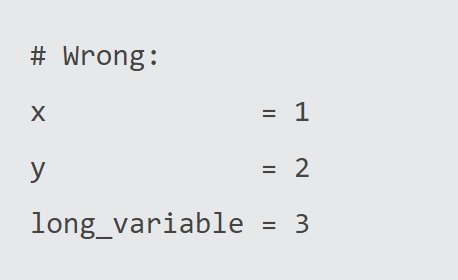 # Wrong:
x             = 1
y             = 2
long_variable = 3